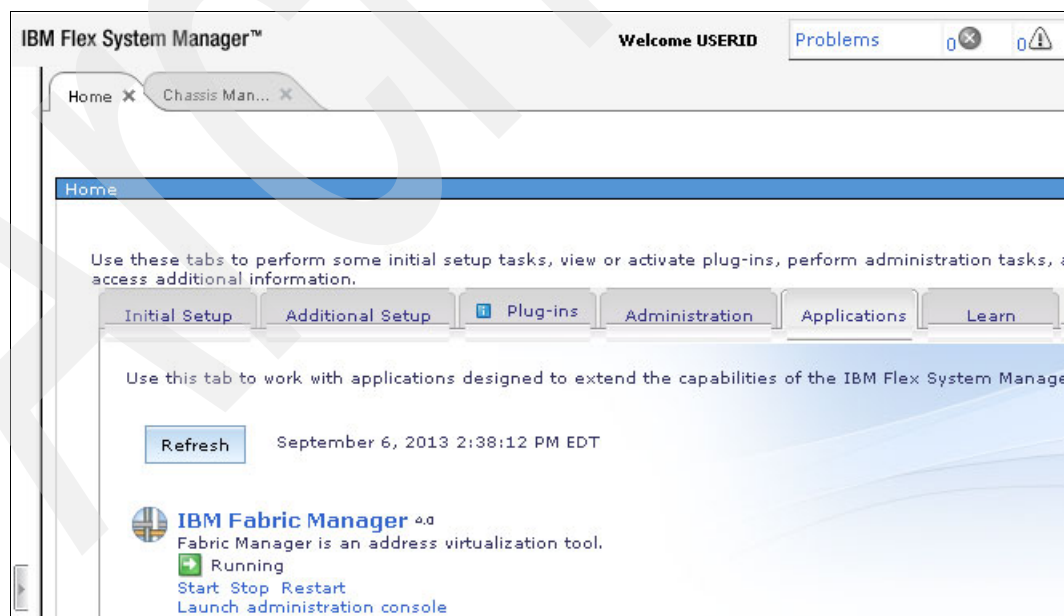 IBM Flex System Manager™
Welcome USERID
Problems 0 0
Home Chassis Man...
Home
Use these tabs to perform some initial setup tasks, view or activate plug-ins, perform administration tasks,
access additional information.
Initial Setup Additional Setup Plug-ins Administration Applications Learn
Use this tab to work with applications designed to extend the capabilities of the IBM Flex System Manage
Refresh September 6, 2013 2:38:12 PM EDT
IBM Fabric Manager
Fabric Manager is an address virtualization tool.
Running
Start Stop Restart
Launch administration console